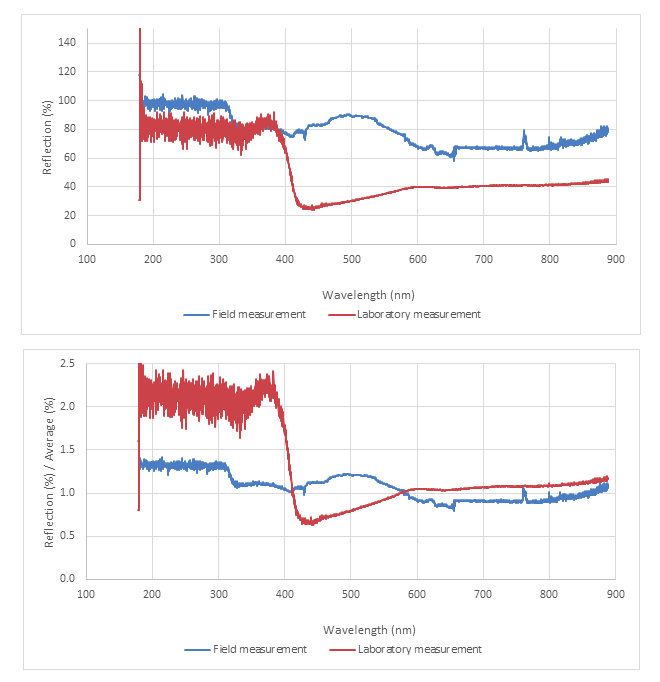 140
120
100
80
60
40
20
0
Reflection (%)
100 200 300 400 500 600 700 800 900
Wavelength (nm)
Field measurement Laboratory measurement
2.5
2.0
1.5
1.0
0.5
0.0
Reflection (%) / Average (%)
100 200 300 400 500 600 700 800 900
Wavelength (nm)
Field measurement Laboratory measurement